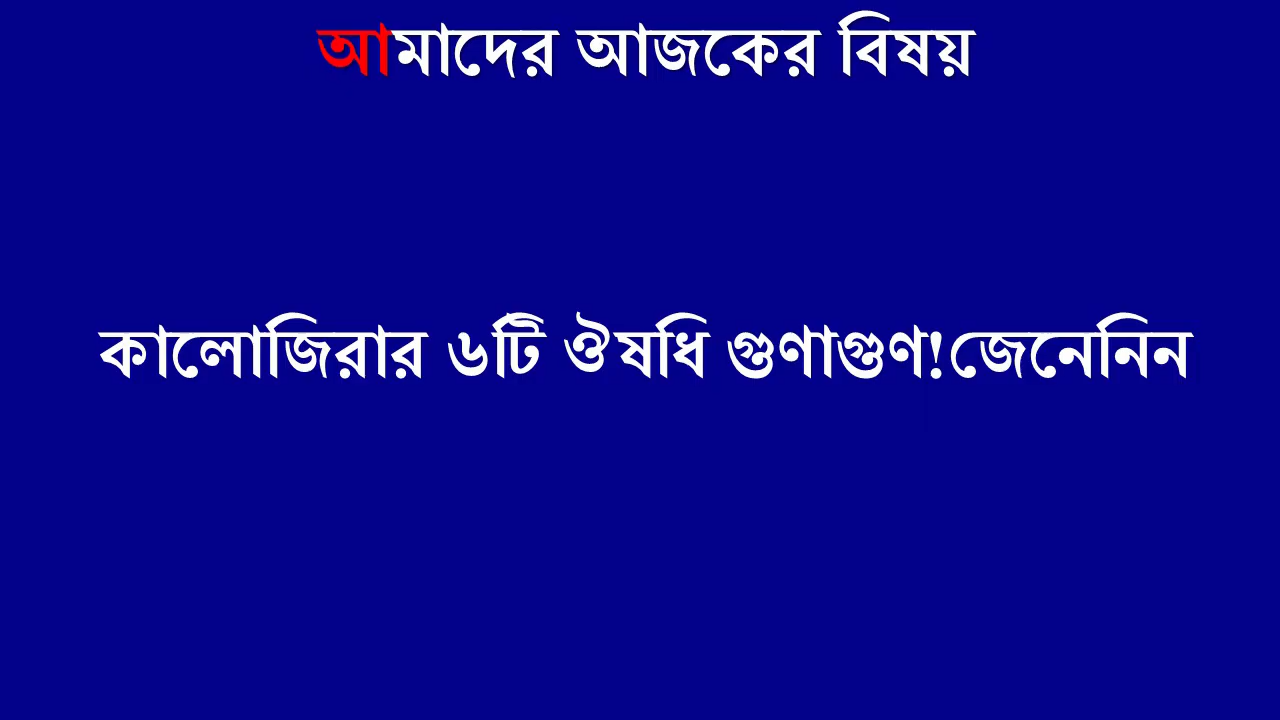 আমাদের আজকের বিষয়
কালোজিরার ৬টি ঔষধি গুণাগুণ!জেনেনিন